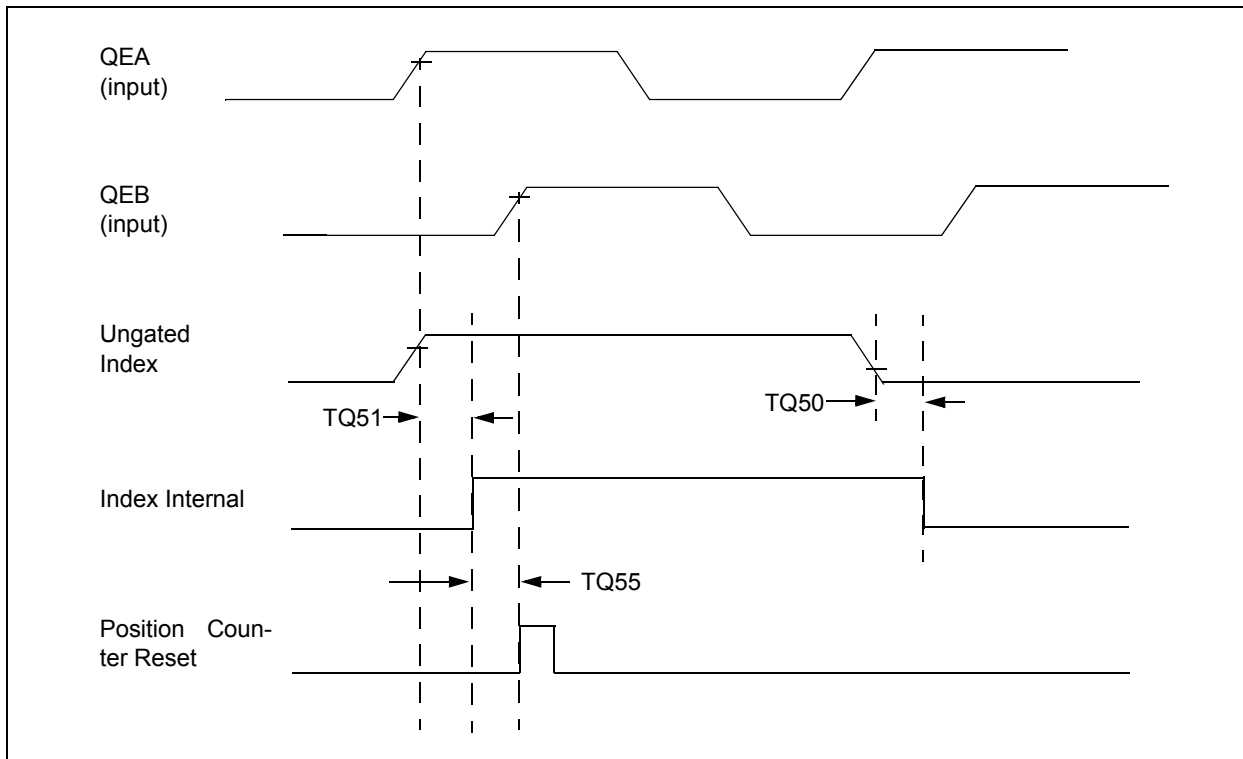 QEA
(input)
QEB
(input)
Ungated
Index
TQ51
TQ50
Index Internal
TQ55
Position Coun-
ter Reset